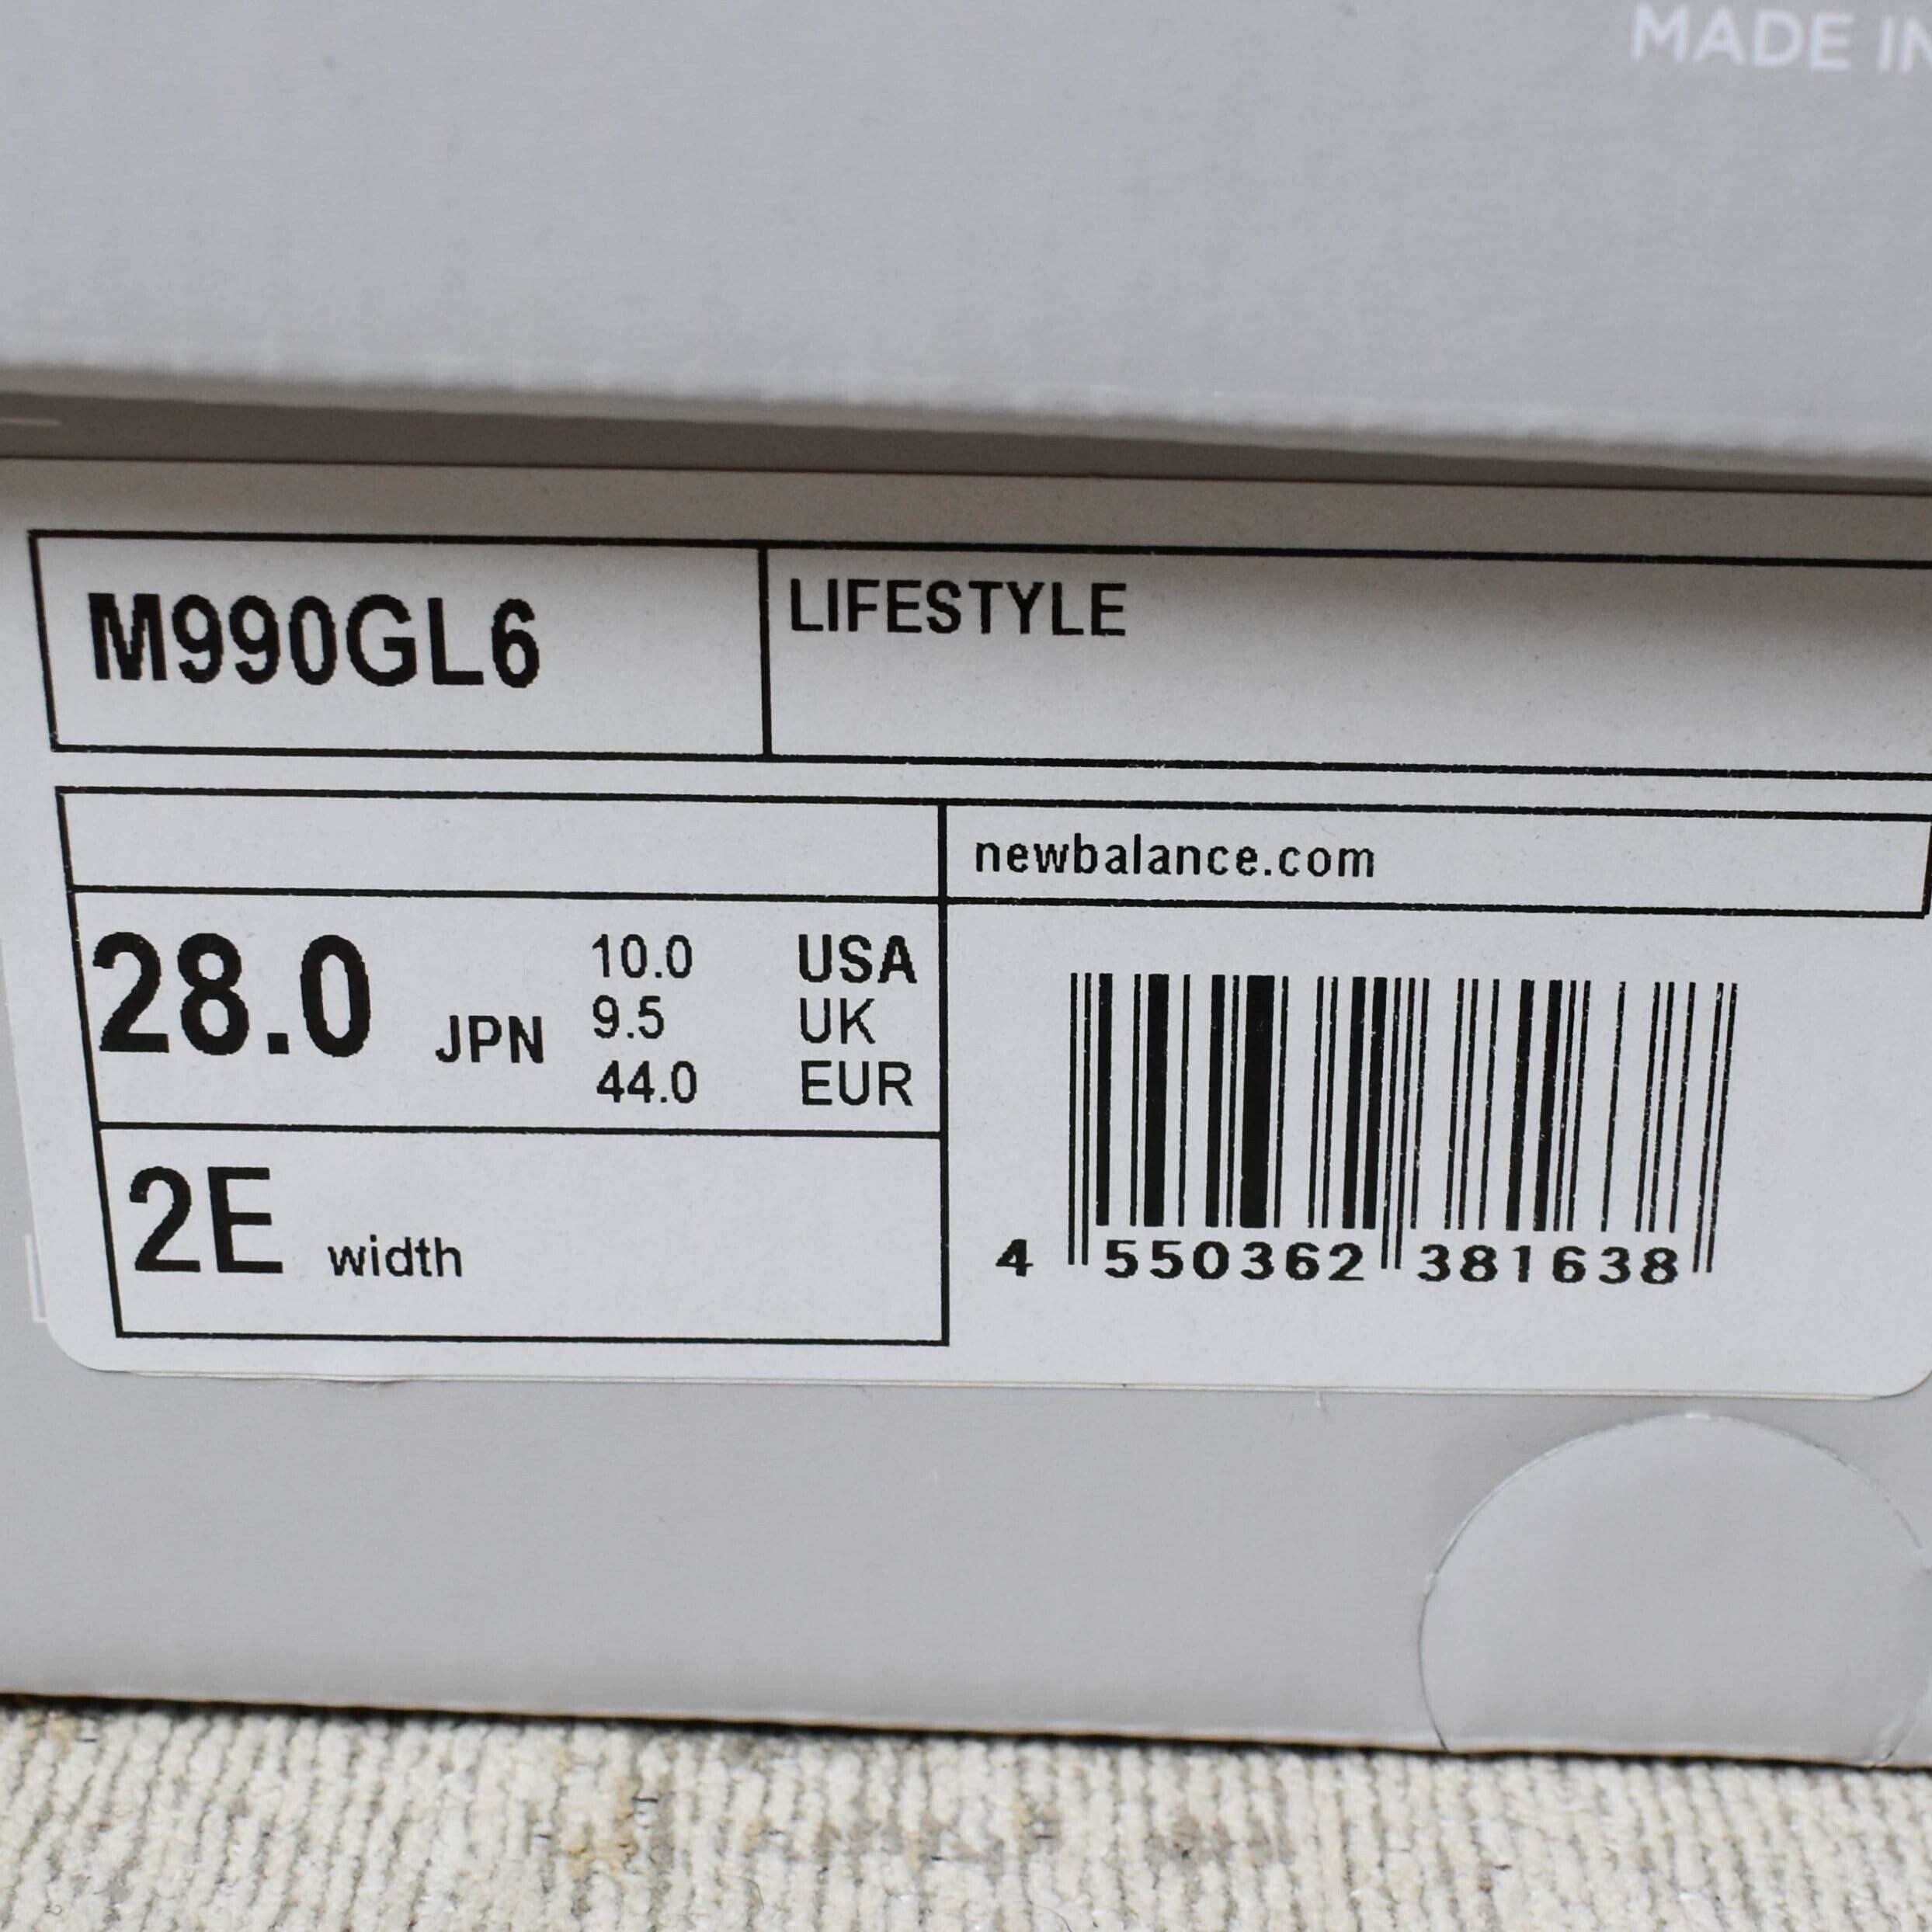 MADE IN
M990GL6
LIFESTYLE
newbalance.com
28.0 JPN
10.0 USA
9.5 UK
44.0 EUR
2E width
4 550362 381638